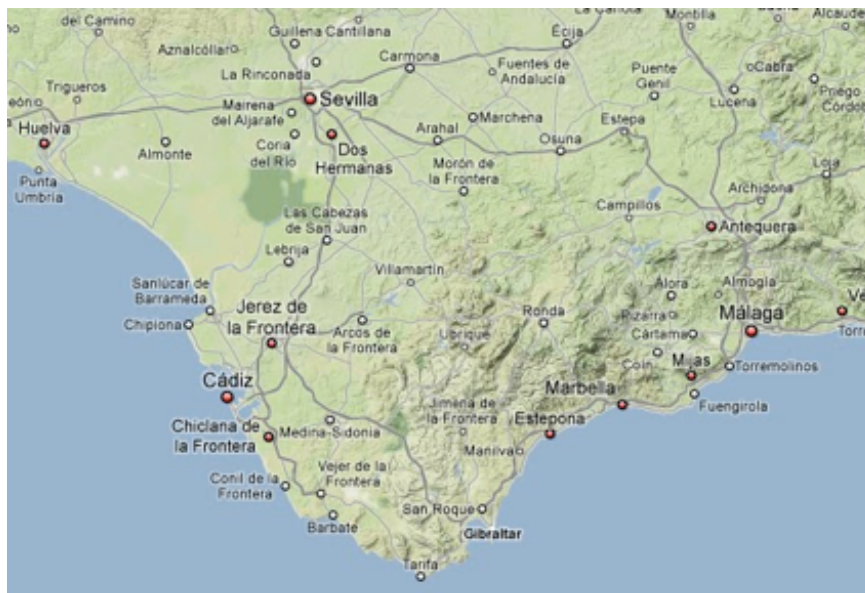 del Camino
Guillena
Cantillana
Écija
Montilla
Aznalcóllar
Carmona
Fuentes de
Andalucía
Cabra
La Rinconada
Puente
Genil
Trigueros
Sevilla
Lucena
Priego
Mairena
del Aljarafe
Marchena
Huelva
Almonte
Coria
del Río
Dos
Hermanas
Arahal
Osuna
Estepa
Morón de
la Frontera
Loja
Punta
Umbría
Archidona
Las Cabezas
de San Juan
Campillos
Antequera
Lebrija
Villamartín
Sanlúcar de
Barrameda
Álora
Almogía
Jerez de
la Frontera
Chipiona
Arcos de
la Frontera
Ronda
Pizarra
Málaga
Ubrique
Cártama
Coín
Mijas
Torremolinos
Cádiz
Marbella
Fuengirola
Chiclana de
la Frontera
Medina-Sidonia
Jimena de
la Frontera
Estepona
Manilva
Conil de la
Frontera
Vejer de la
Frontera
San Roque
Barbate
Gibraltar
Tarifa